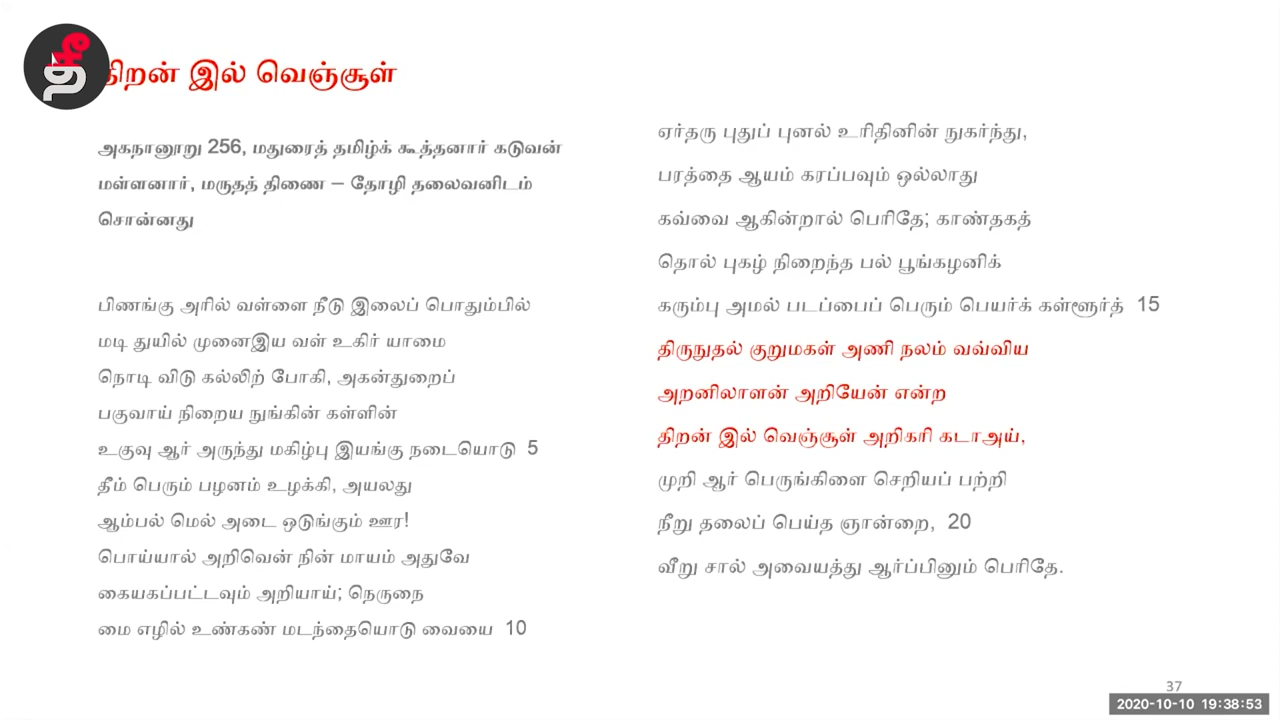 திறன் இல் வெஞ்சூள்
அகநானூறு 256, மதுரைத் தமிழ்க் கூத்தனார் கடுவன்
மள்ளனார், மருதத் திணை – தோழி தலைவனிடம்
சொன்னது
பிணங்கு அரில் வள்ளை நீடு இலைப் பொதும்பில்
மடி துயில் முனைஇய வள் உகிர் யாமை
நொடி விடு கல்லிற் போகி, அகன்துறைப்
பகுவாய் நிறைய நுங்கின் கள்ளின்
உகுவு ஆர் அருந்து மகிழ்பு இயங்கு நடையொடு 5
தீம் பெரும் பழனம் உழக்கி, அயலது
ஆம்பல் மெல் அடை ஒடுங்கும் ஊர!
பொய்யால் அறிவென் நின் மாயம் அதுவே
கையகப்பட்டவும் அறியாய்; நெருநை
மை எழில் உண்கண் மடந்தையொடு வையை 10
ஏர்தரு புதுப் புனல் உரிதினின் நுகர்ந்து,
பரத்தை ஆயம் கரப்பவும் ஒல்லாது
கவ்வை ஆகின்றால் பெரிதே; காண்தகத்
தொல் புகழ் நிறைந்த பல் பூங்கழனிக்
கரும்பு அமல் படப்பைப் பெரும் பெயர்க் கள்ளூர்த் 15
திருநுதல் குறுமகள் அணி நலம் வவ்விய
அறனிலாளன் அறியேன் என்ற
திறன் இல் வெஞ்சூள் அறிகரி கடாஅய்,
முறி ஆர் பெருங்கிளை செறியப் பற்றி
நீறு தலைப் பெய்த ஞான்றை, 20
வீறு சால் அவையத்து ஆர்ப்பினும் பெரிதே.
37
2020-10-10 19:38:53